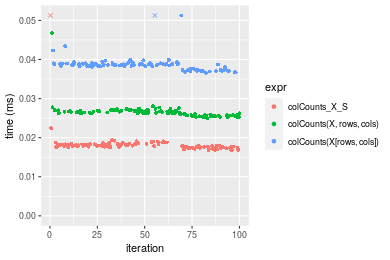 0.05
0.04
0.03
0.02
0.01
0.00
time (ms)
0
25
50
75
100
iteration
expr
colCounts_X_S
colCounts(X, rows, cols)
colCounts(X[rows, cols])